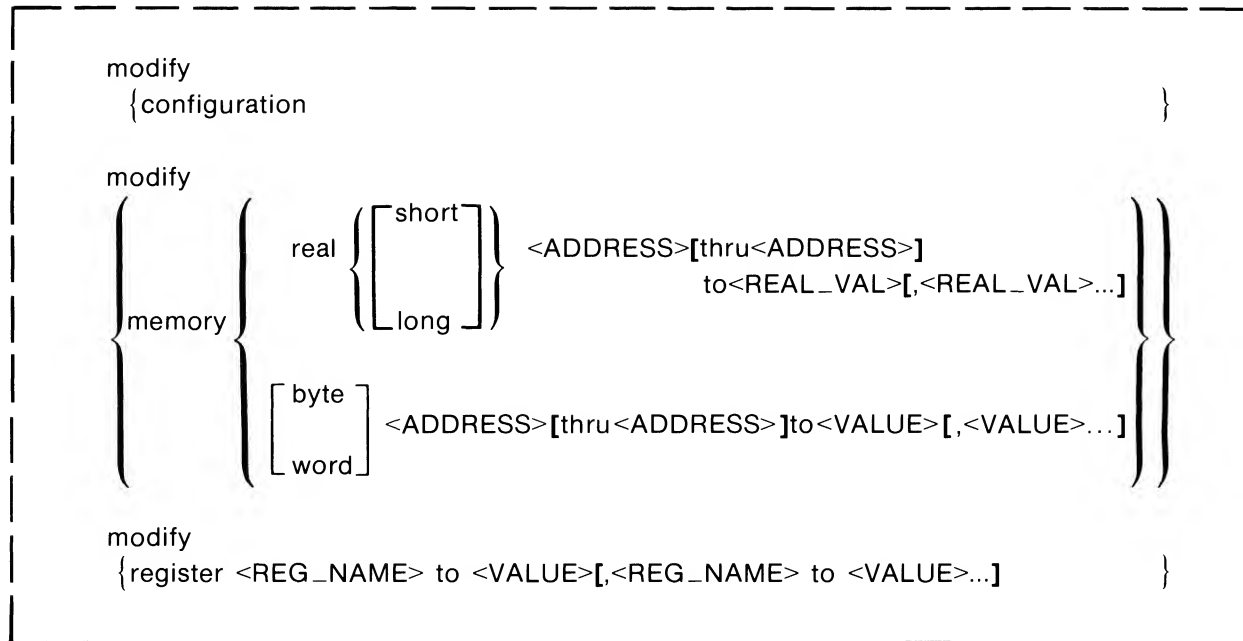 modify
{configuration }
modify
short
real <ADDRESS>[thru<ADDRESS>]
to<REAL_VAL>[,<REAL_VAL>...]
long
memory
byte
<ADDRESS>[thru<ADDRESS>]to<VALUE>[,<VALUE>...]
word
modify
{register <REG_NAME> to <VALUE>[,<REG_NAME> to <VALUE>...] }